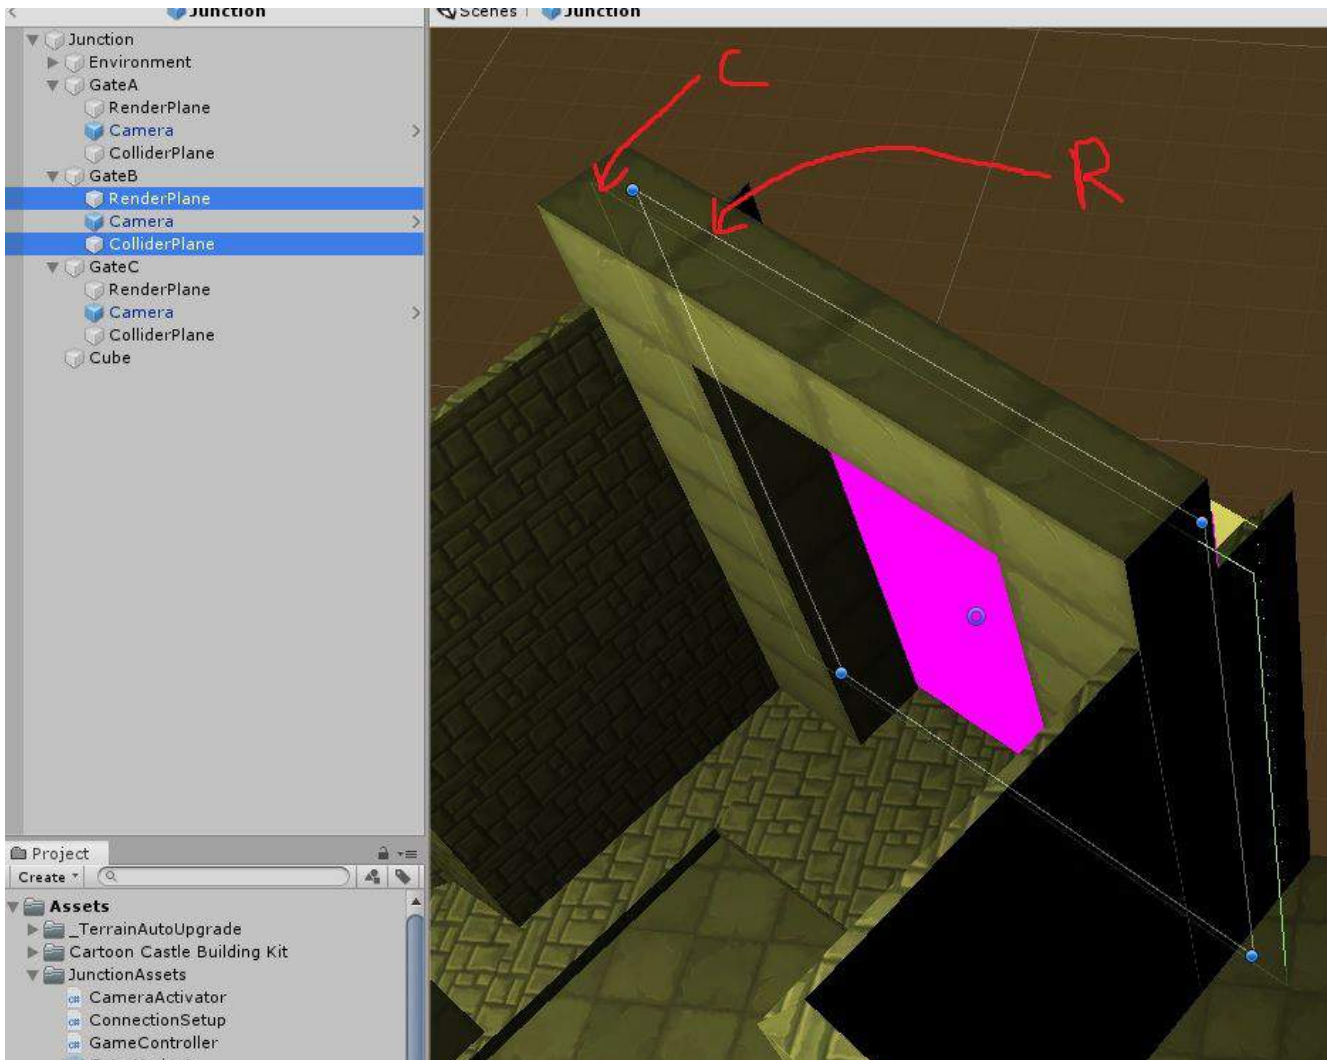 Junction
Scenes
Junction
Junction
Environment
GateA
RenderPlane
Camera
ColliderPlane
GateB
RenderPlane
Camera
ColliderPlane
GateC
RenderPlane
Camera
ColliderPlane
Cube
C
R
Project
Create
Assets
_TerrainAutoUpgrade
Cartoon Castle Building Kit
JunctionAssets
CameraActivator
ConnectionSetup
GameController